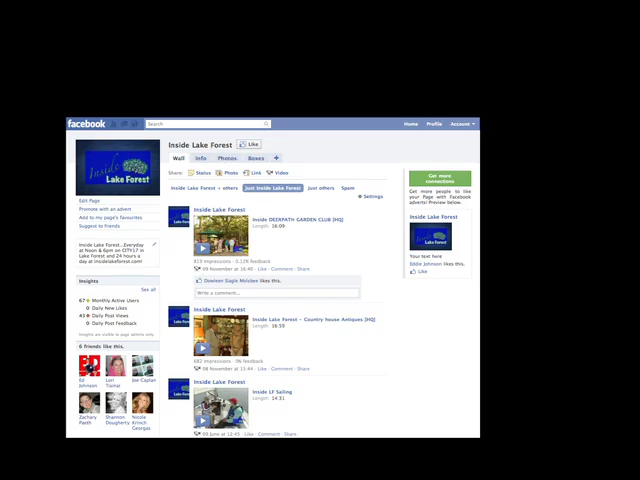 facebook
Search
Home Profile Account
Inside Lake Forest
Like
Inside
Lake Forest
Wall Info Photos Boxes +
Share: Status Photo Link Video
Inside Lake Forest + others Just Inside Lake Forest Just others Spam
Settings
Edit Page
Promote with an advert
Add to my page's favourites
Suggest to friends
Inside Lake Forest...Everyday
at Noon & 6pm on CITY17
in Lake Forest and 24 hours a
day at insidelakeforest.com!
Insights
See all
67 Monthly Active Users
0 Daily New Likes
43 Daily Post Views
0 Daily Post Feedback
Insights are visible to page admins only.
6 friends like this.
Ed
Johnson
Lori
Joe Caplan
Zachary
Shannon
Dougherty
Nicole
Krinch
Georgas
Inside Lake Forest
Inside DEERPATH GARDEN CLUB [HQ]
Length: 16:09
813 impressions · 0.12% feedback
09 November at 16:40 · Like · Comment · Share
likes this.
Write a comment...
Inside Lake Forest
Inside Lake Forest - Country house Antiques [HQ]
Length: 16:59
682 impressions · 0% feedback
08 November at 15:44 · Like · Comment · Share
Inside Lake Forest
Inside LF Sailing
Length: 14:31
09 June at 12:45 · Like · Comment · Share
Get more
connections
Get more people to like
your Page with Facebook
adverts! Preview below.
Inside Lake Forest
Your text here
Eddie Johnson likes this.
Like